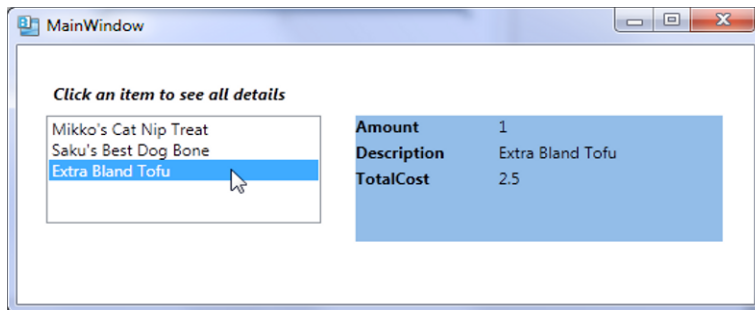 MainWindow
Click an item to see all details
Mikko's Cat Nip Treat
Saku's Best Dog Bone
Extra Bland Tofu
Amount 1
Description Extra Bland Tofu
TotalCost 2.5